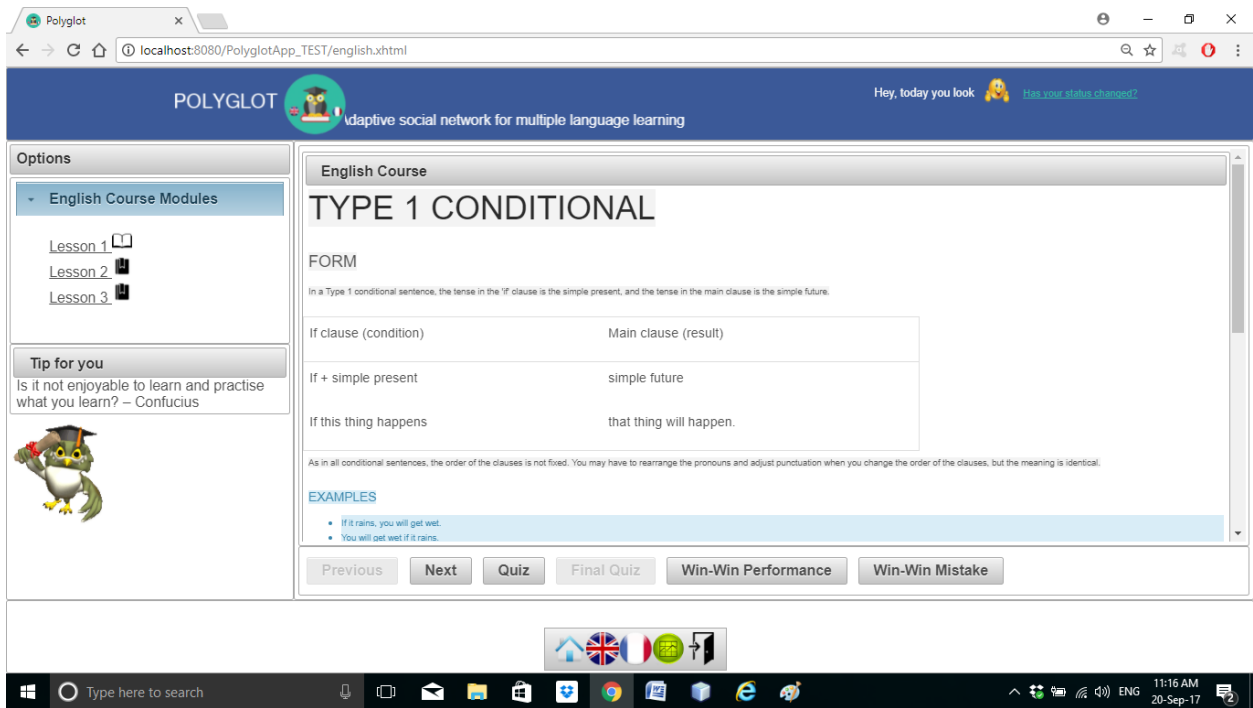 Polyglot
localhost:8080/PolyglotApp_TEST/english.xhtml
POLYGLOT
Adaptive social network for multiple language learning
Hey, today you look
Has your status changed?
Options
English Course Modules
Lesson 1
Lesson 2
Lesson 3
Tip for you
Is it not enjoyable to learn and practise
what you learn? – Confucius
English Course
TYPE 1 CONDITIONAL
FORM
In a Type 1 conditional sentence, the tense in the 'if' clause is the simple present, and the tense in the main clause is the simple future.
If clause (condition) Main clause (result)
If + simple present simple future
If this thing happens that thing will happen.
As in all conditional sentences, the order of the clauses is not fixed. You may have to rearrange the pronouns and adjust punctuation when you change the order of the clauses, but the meaning is identical.
EXAMPLES
If it rains, you will get wet.
You will get wet if it rains.
Previous Next Quiz Final Quiz Win-Win Performance Win-Win Mistake
Type here to search
ENG
11:16 AM
20-Sep-17
2